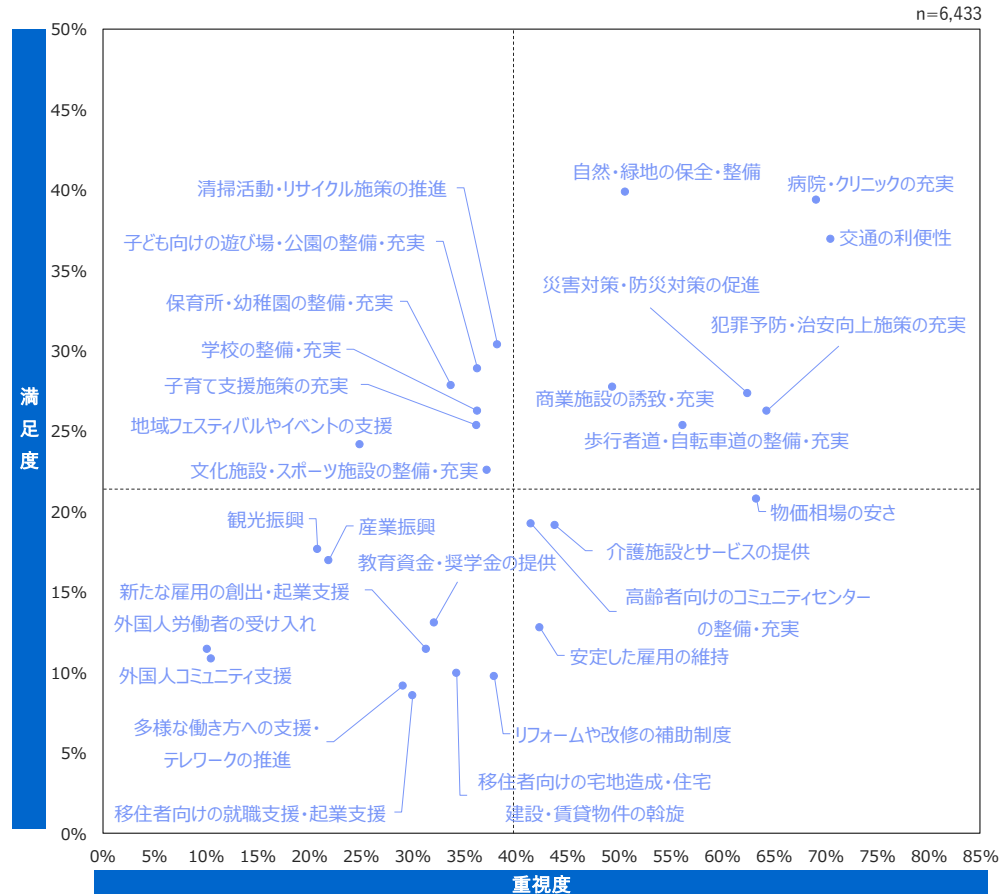 n=6,433
50%
45%
40%
35%
30%
25%
20%
15%
10%
5%
0%
満足度
自然・緑地の保全・整備
病院・クリニックの充実
清掃活動・リサイクル施策の推進
交通の利便性
子ども向けの遊び場・公園の整備・充実
災害対策・防災対策の促進
保育所・幼稚園の整備・充実
犯罪予防・治安向上施策の充実
学校の整備・充実
子育て支援施策の充実
商業施設の誘致・充実
地域フェスティバルやイベントの支援
歩行者道・自転車道の整備・充実
文化施設・スポーツ施設の整備・充実
物価相場の安さ
観光振興
産業振興
介護施設とサービスの提供
教育資金・奨学金の提供
新たな雇用の創出・起業支援
高齢者向けのコミュニティセンター
の整備・充実
外国人労働者の受け入れ
安定した雇用の維持
外国人コミュニティ支援
多様な働き方への支援・
テレワークの推進
リフォームや改修の補助制度
移住者向けの宅地造成・住宅
建設・賃貸物件の斡旋
移住者向けの就職支援・起業支援
0% 5% 10% 15% 20% 25% 30% 35% 40% 45% 50% 55% 60% 65% 70% 75% 80% 85%
重視度